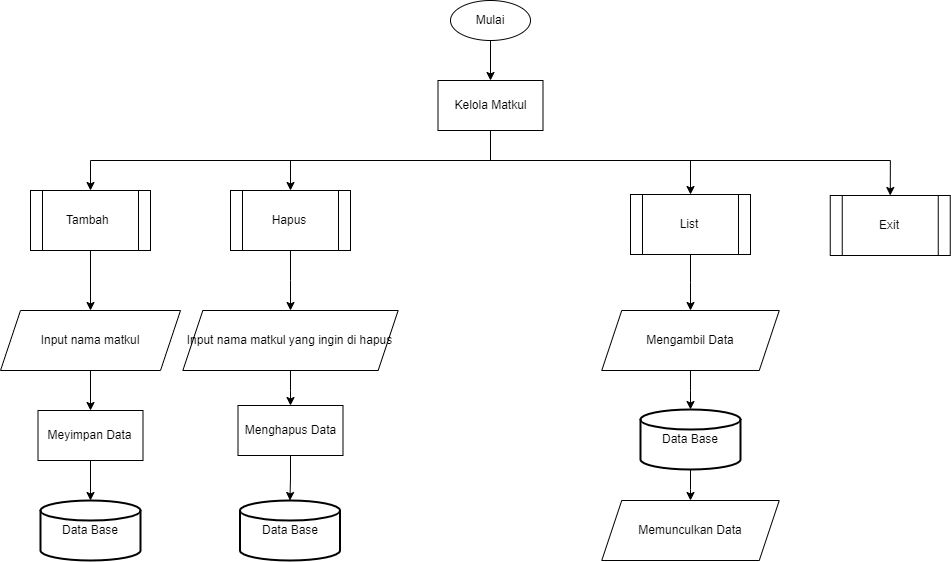 Mulai
Kelola Matkul
Tambah
Hapus
List
Exit
Input nama matkul
Input nama matkul yang ingin di hapus
Mengambil Data
Meyimpan Data
Menghapus Data
Data Base
Data Base
Data Base
Memunculkan Data